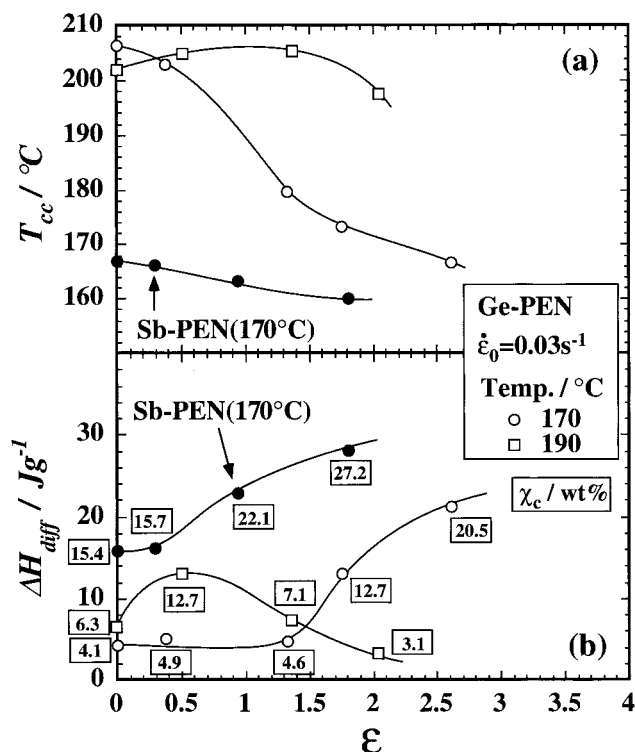 210
200
190
180
170
160
T_cc / °C
(a)
Sb-PEN(170°C)
Ge-PEN
ε̇₀=0.03s⁻¹
Temp. / °C
170
190
Sb-PEN(170°C)
30
20
10
0
ΔH_diff / Jg⁻¹
χ_c / wt%
15.4
15.7
22.1
27.2
20.5
6.3
12.7
7.1
12.7
3.1
4.1
4.9
4.6
(b)
0 0.5 1 1.5 2 2.5 3 3.5 4
ε